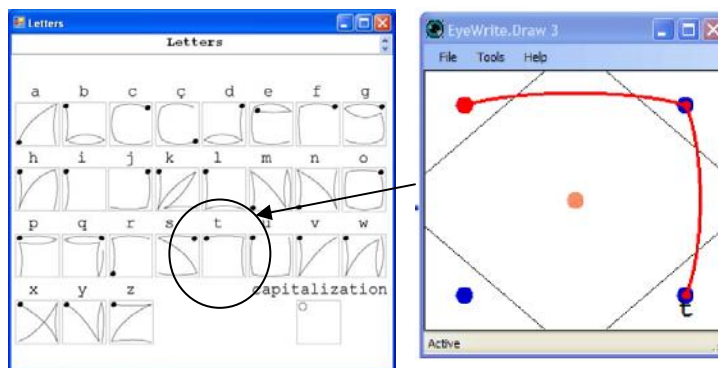 Letters
Letters
a b c ç d e f g
h i j k l m n o
p q r s t u v w
x y z capitalization
EyeWrite.Draw 3
File Tools Help
t
Active